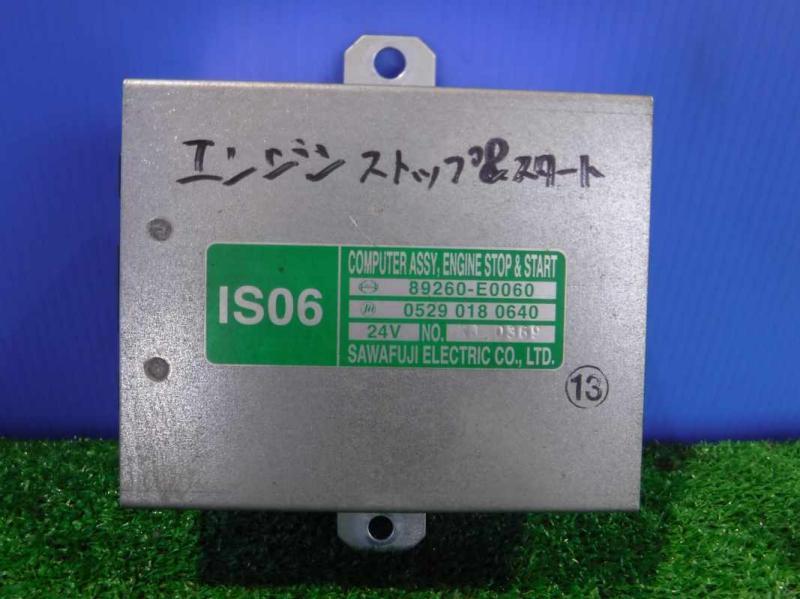 エンジン ストップ&スタート
IS06
COMPUTER ASSY, ENGINE STOP & START
89260-E0060
0529 018 0640
24V NO. 0369
SAWAFUJI ELECTRIC CO., LTD.
13